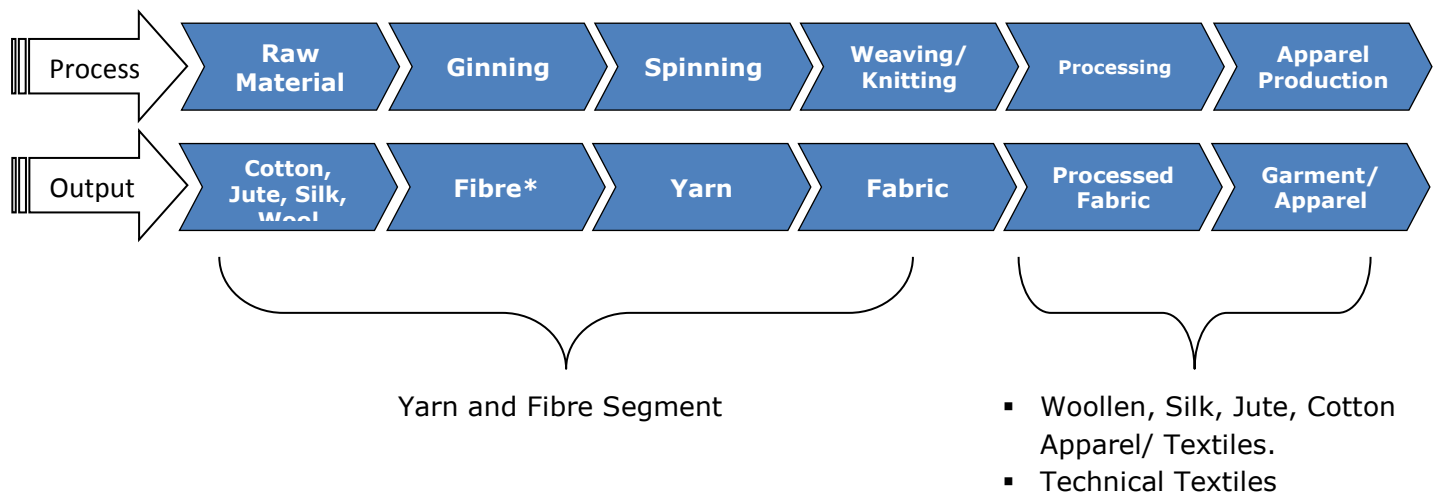 Process
Raw
Material
Ginning
Spinning
Weaving/
Knitting
Processing
Apparel
Production
Output
Cotton,
Jute, Silk,
Wool
Fibre*
Yarn
Fabric
Processed
Fabric
Garment/
Apparel
Yarn and Fibre Segment
▪ Woollen, Silk, Jute, Cotton
Apparel/ Textiles.
▪ Technical Textiles